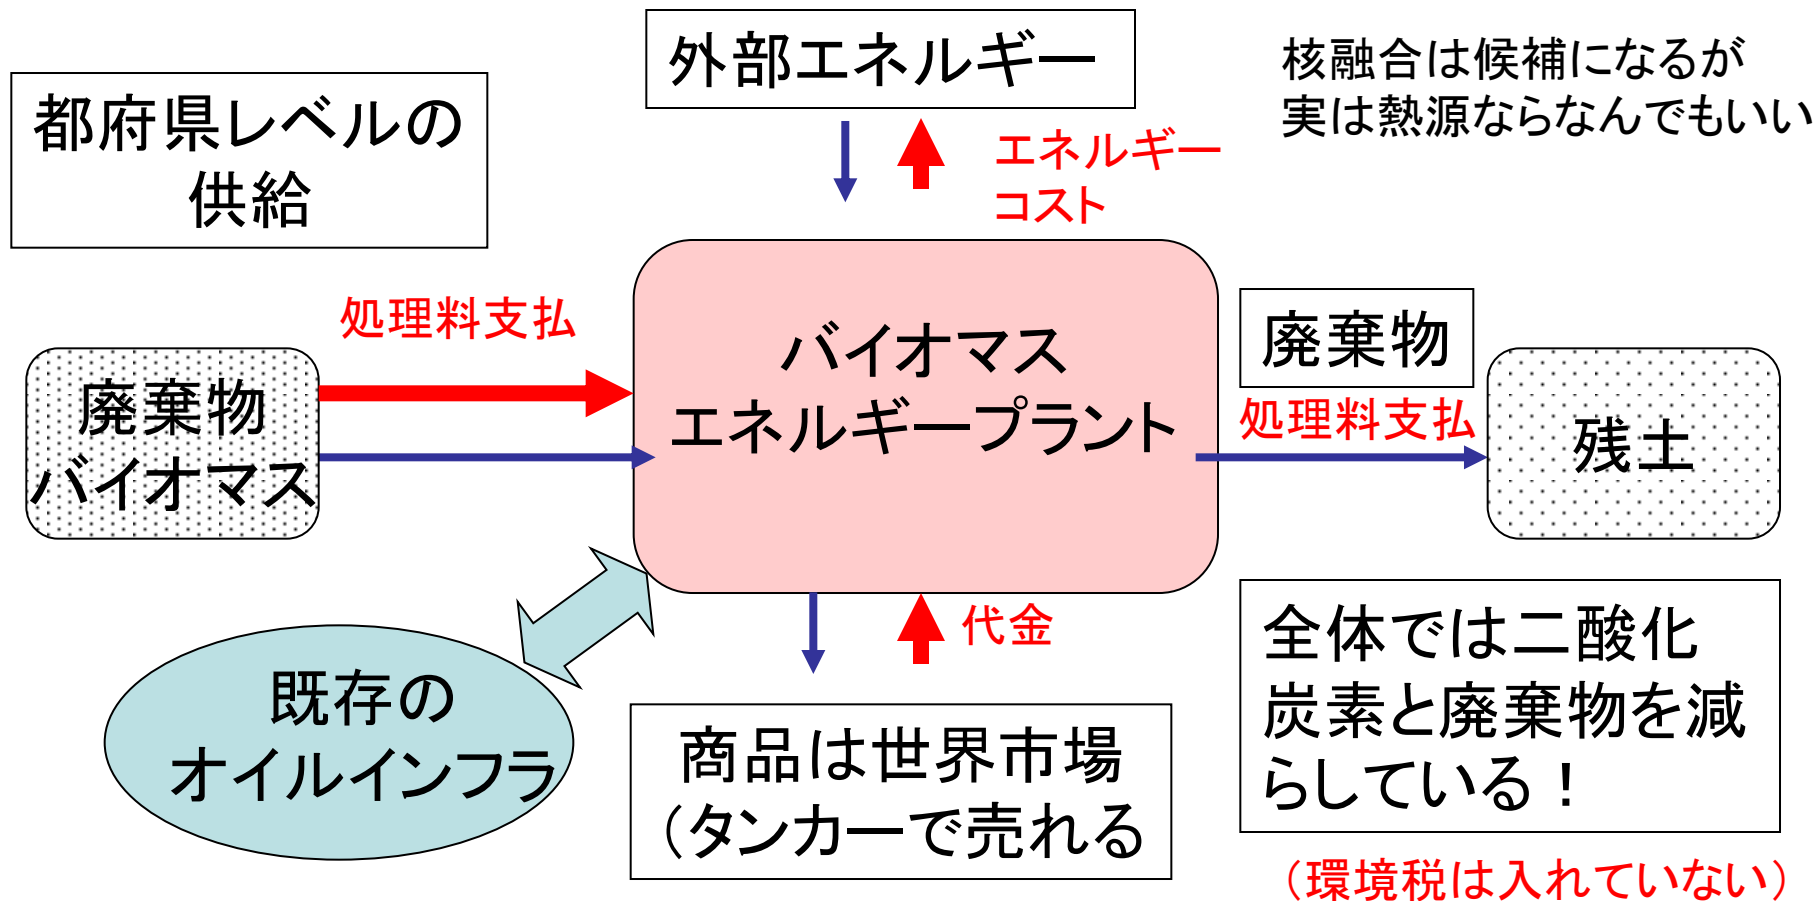 外部エネルギー
核融合は候補になるが
実は熱源ならなんでもいい
都府県レベルの
供給
エネルギー
コスト
処理料支払
バイオマス
エネルギープラント
廃棄物
処理料支払
廃棄物
バイオマス
残土
代金
既存の
オイルインフラ
商品は世界市場
（タンカーで売れる
全体では二酸化
炭素と廃棄物を減
らしている！
（環境税は入れていない）